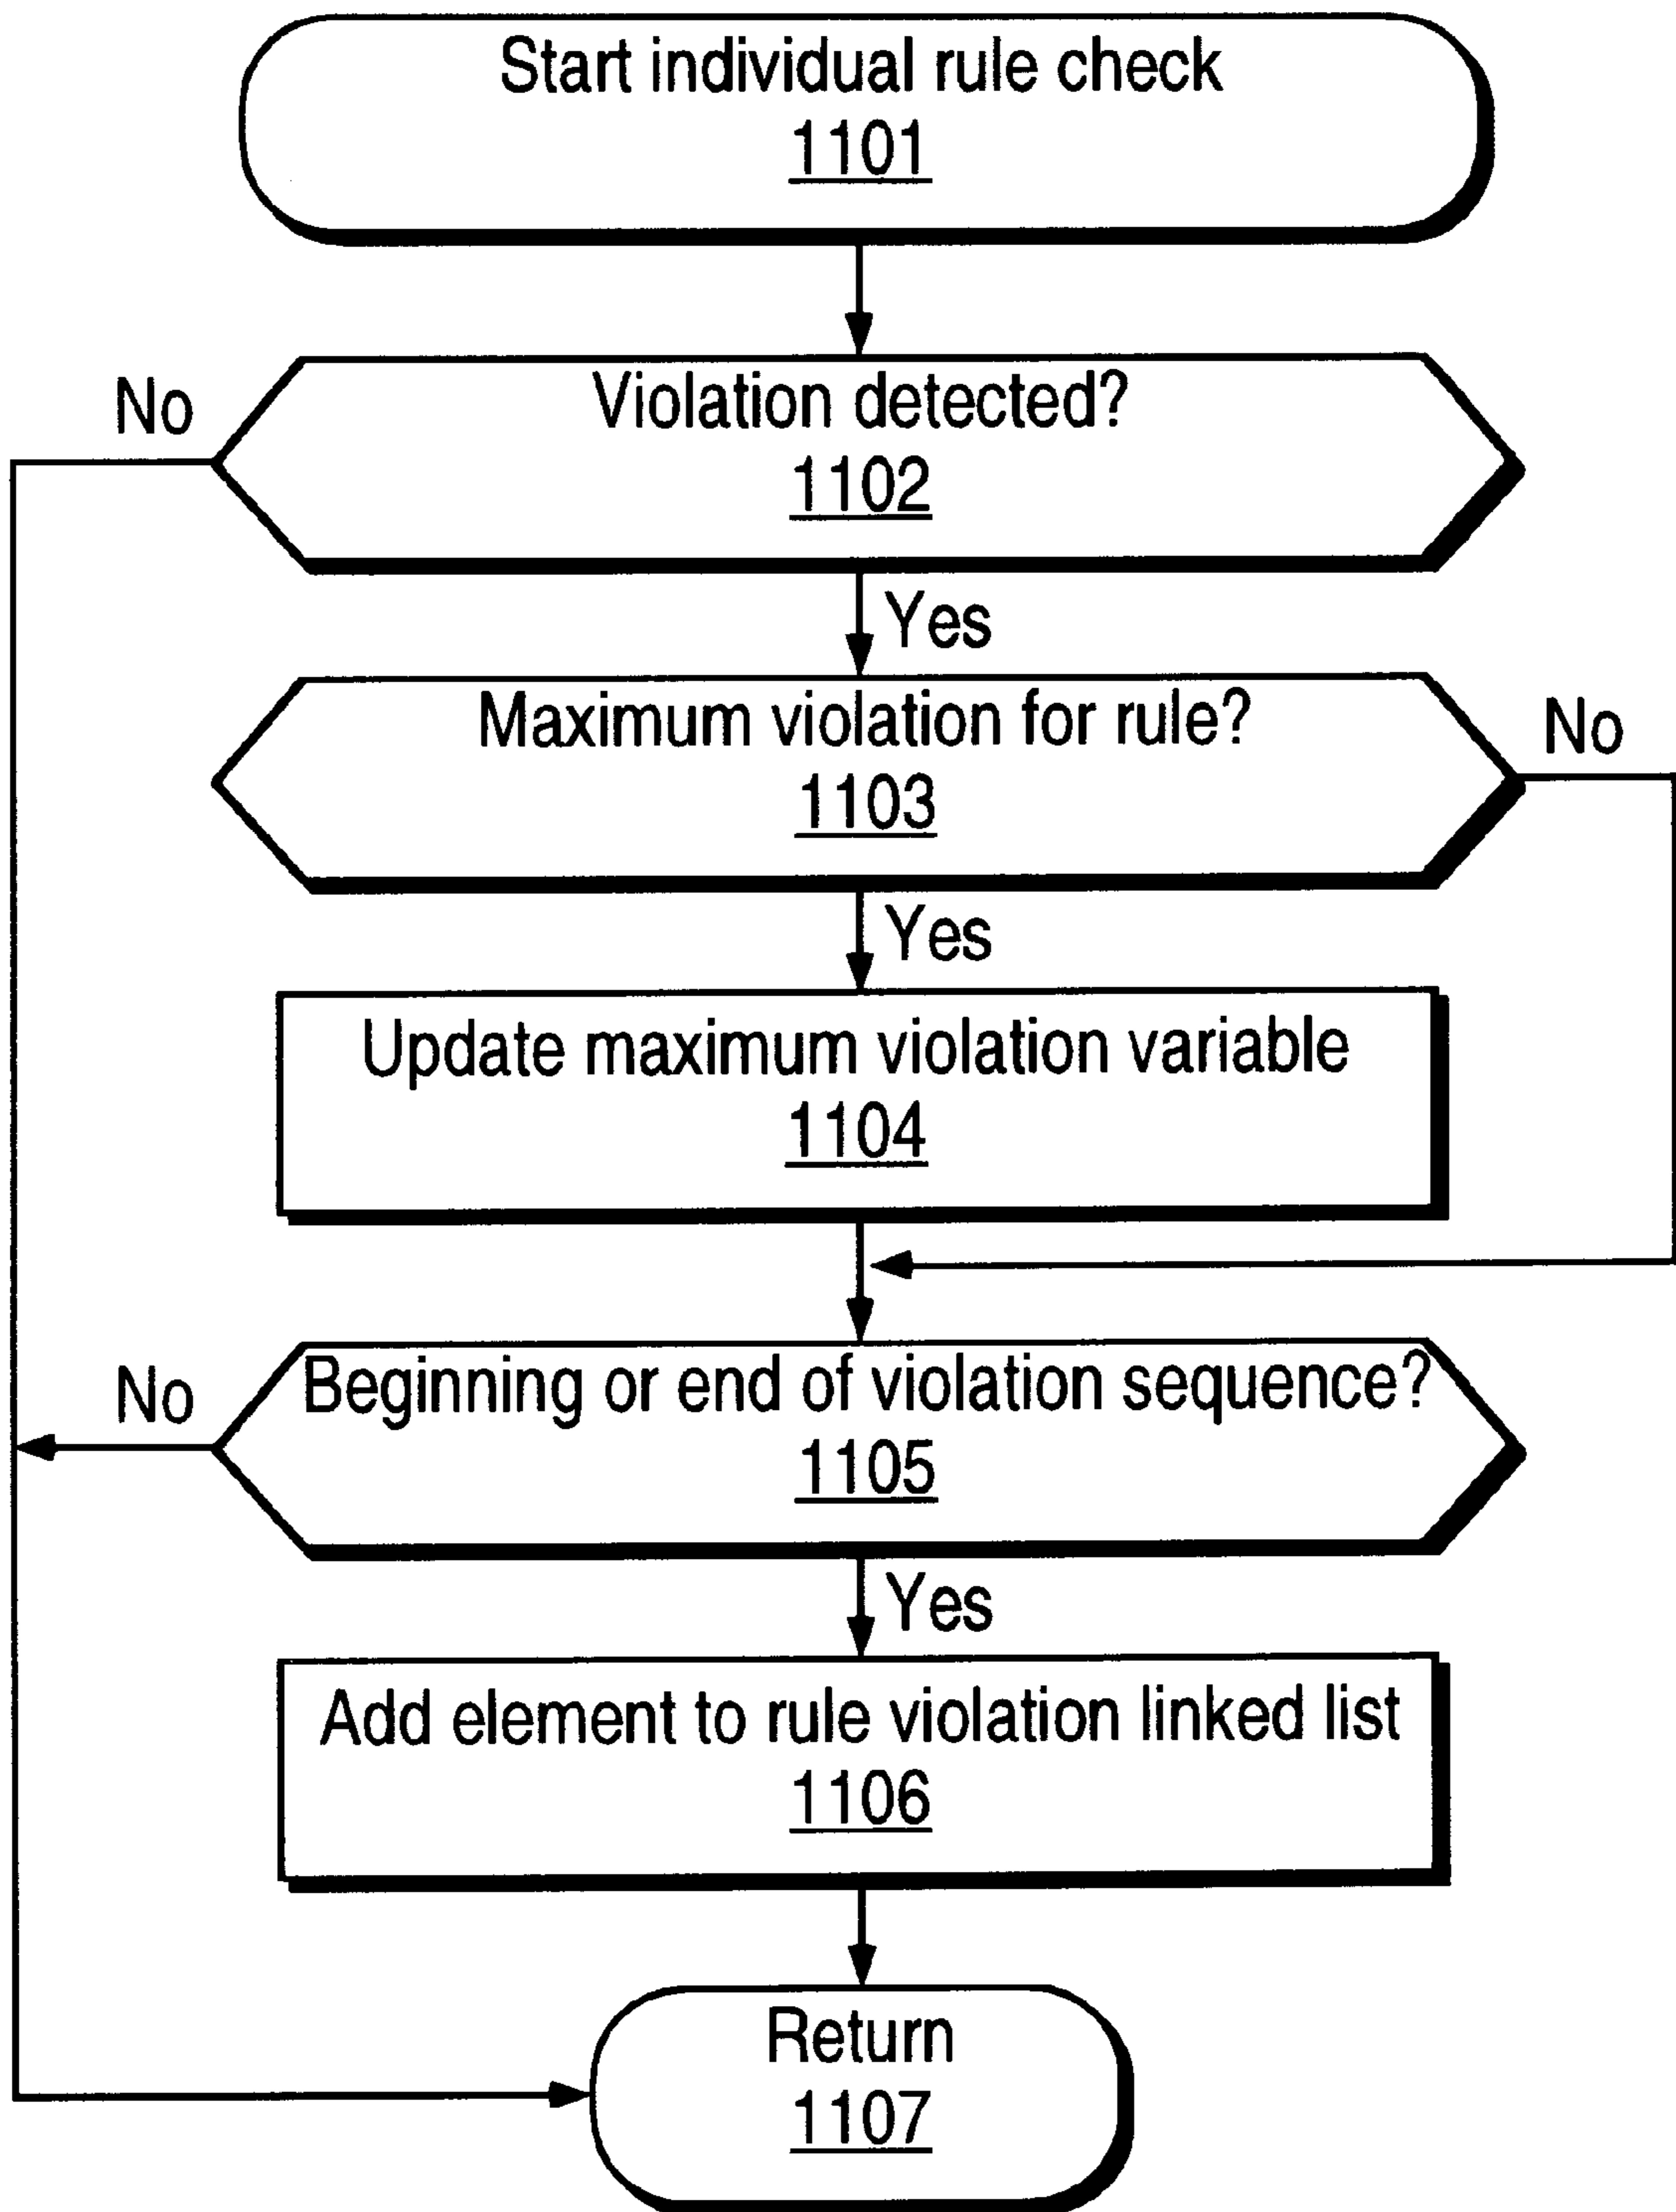 Start individual rule check
1101
No
Violation detected?
1102
Yes
Maximum violation for rule?
No
1103
Yes
Update maximum violation variable
1104
No
Beginning or end of violation sequence?
1105
Yes
Add element to rule violation linked list
1106
Return
1107